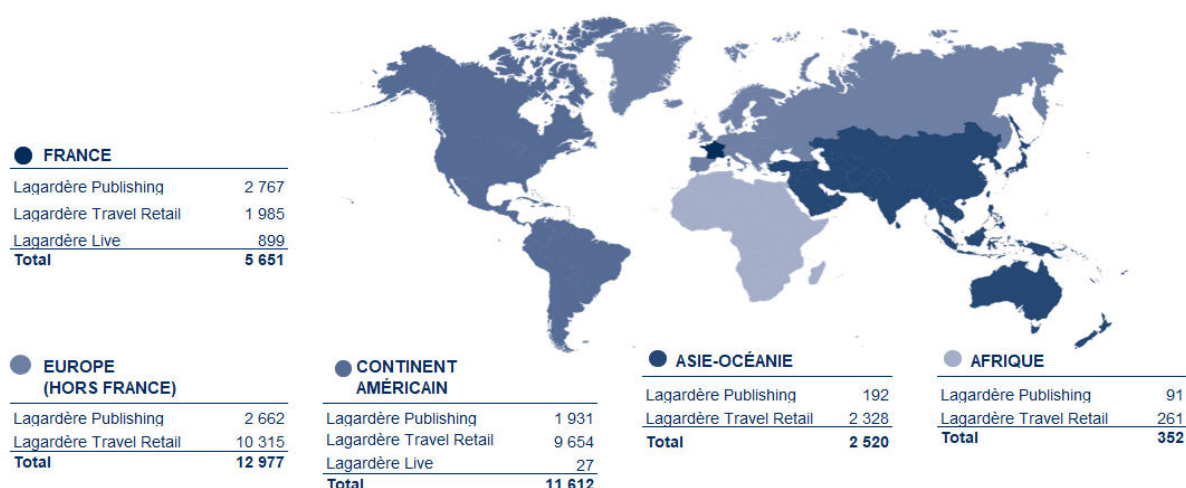 FRANCE
Lagardère Publishing 2 767
Lagardère Travel Retail 1 985
Lagardère Live 899
Total 5 651
EUROPE
(HORS FRANCE)
Lagardère Publishing 2 662
Lagardère Travel Retail 10 315
Total 12 977
CONTINENT
AMÉRICAIN
Lagardère Publishing 1 931
Lagardère Travel Retail 9 654
Lagardère Live 27
Total 11 612
ASIE-OCÉANIE
Lagardère Publishing 192
Lagardère Travel Retail 2 328
Total 2 520
AFRIQUE
Lagardère Publishing 91
Lagardère Travel Retail 261
Total 352